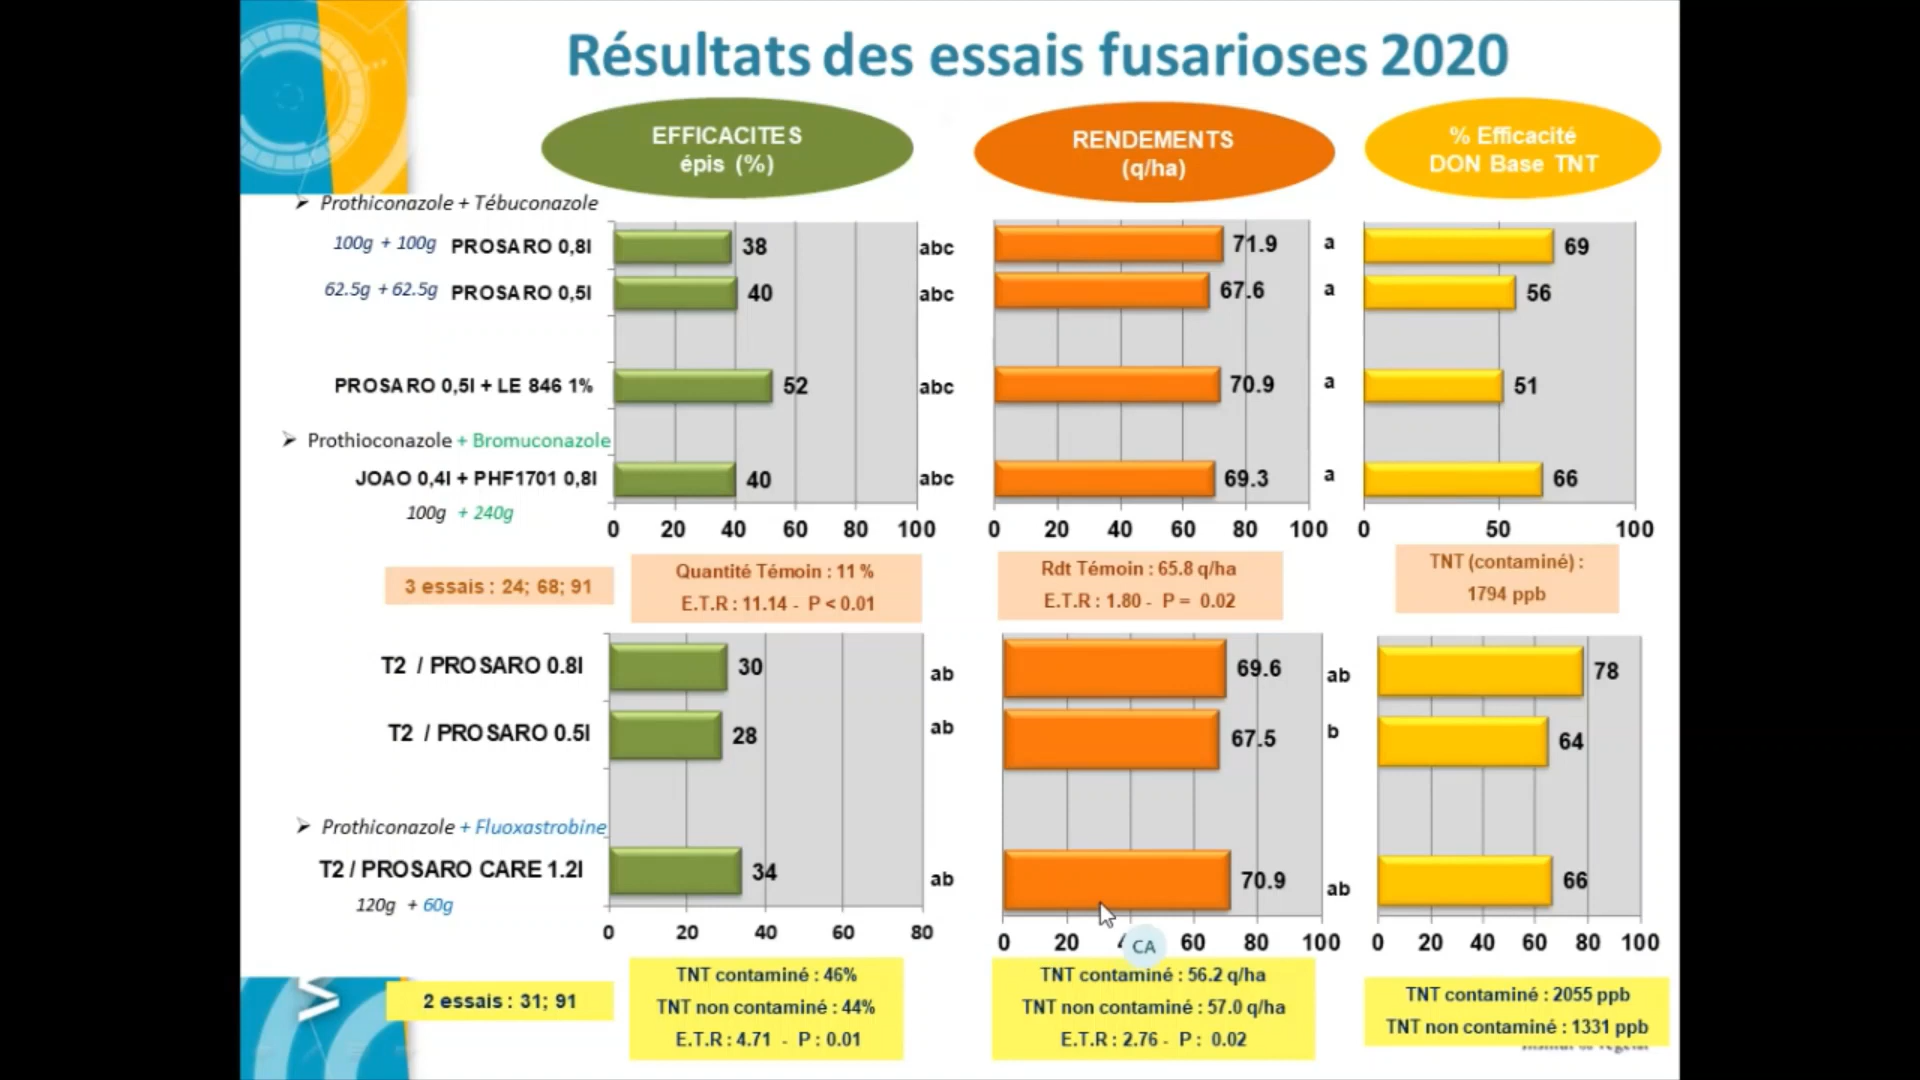 Résultats des essais fusarioses 2020
EFFICACITES
épis (%)
RENDEMENTS
(q/ha)
% Efficacité
DON Base TNT
➢ Prothiconazole + Tébuconazole
100g + 100g PROSARO 0,8l 38 abc 71.9 a 69
62.5g + 62.5g PROSARO 0,5l 40 abc 67.6 a 56
PROSARO 0,5l + LE 846 1% 52 abc 70.9 a 51
➢ Prothioconazole + Bromuconazole
JOAO 0,4l + PHF1701 0,8l 40 abc 69.3 a 66
100g + 240g
0 20 40 60 80 100
0 20 40 60 80 100
0 50 100
3 essais : 24; 68; 91
Quantité Témoin : 11 %
E.T.R : 11.14 - P < 0.01
Rdt Témoin : 65.8 q/ha
E.T.R : 1.80 - P = 0.02
TNT (contaminé) :
1794 ppb
T2 / PROSARO 0.8l 30 ab 69.6 ab 78
T2 / PROSARO 0.5l 28 ab 67.5 b 64
➢ Prothiconazole + Fluoxastrobine
T2 / PROSARO CARE 1.2l 34 ab 70.9 ab 66
120g + 60g
0 20 40 60 80
0 20 CA 60 80 100
0 20 40 60 80 100
2 essais : 31; 91
TNT contaminé : 46%
TNT non contaminé : 44%
E.T.R : 4.71 - P : 0.01
TNT contaminé : 56.2 q/ha
TNT non contaminé : 57.0 q/ha
E.T.R : 2.76 - P : 0.02
TNT contaminé : 2055 ppb
TNT non contaminé : 1331 ppb